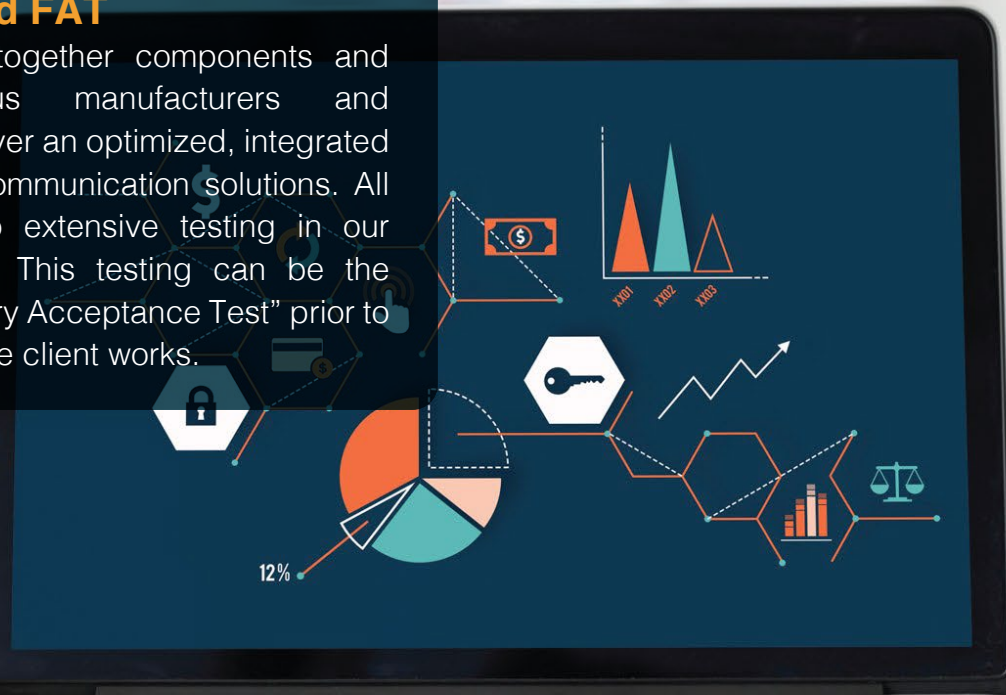 d FAT
together components and
us manufacturers and
ver an optimized, integrated
ommunication solutions. All
o extensive testing in our
This testing can be the
ry Acceptance Test” prior to
e client works.
$
$
$
XX01
XX02
XX03
12%